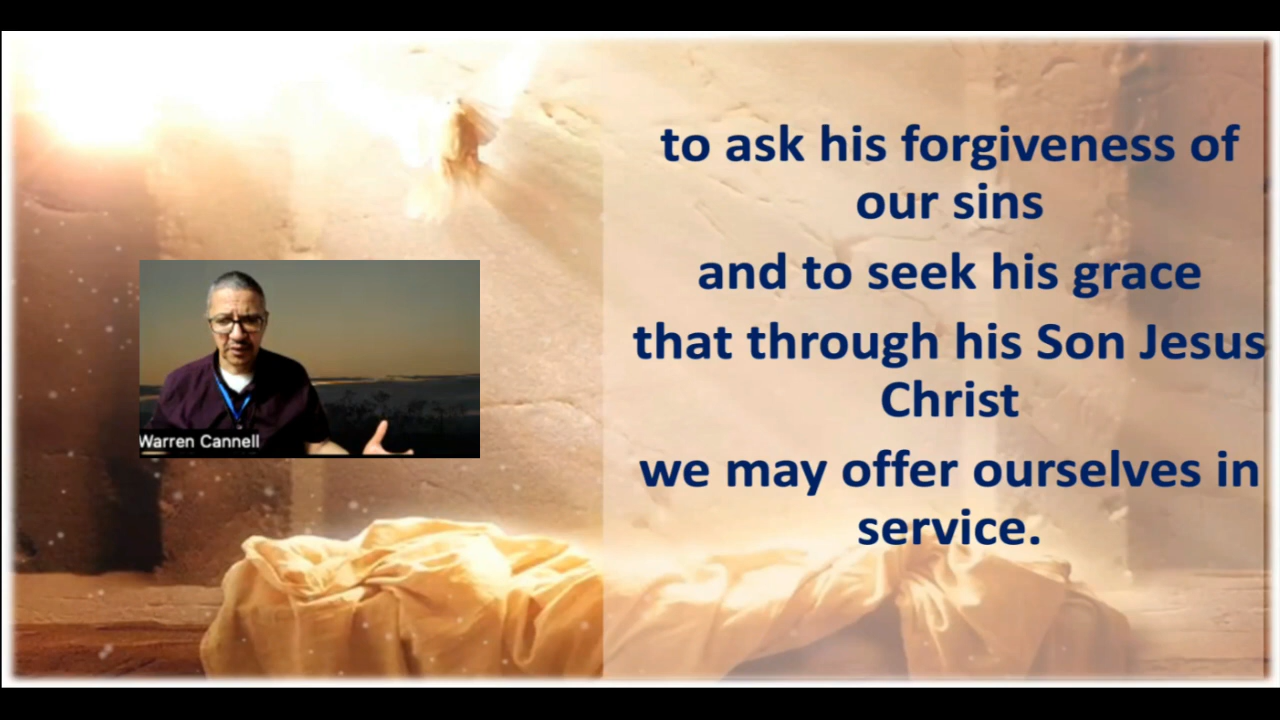 to ask his forgiveness of
our sins
and to seek his grace
that through his Son Jesus
Christ
we may offer ourselves in
service.
Warren Cannell